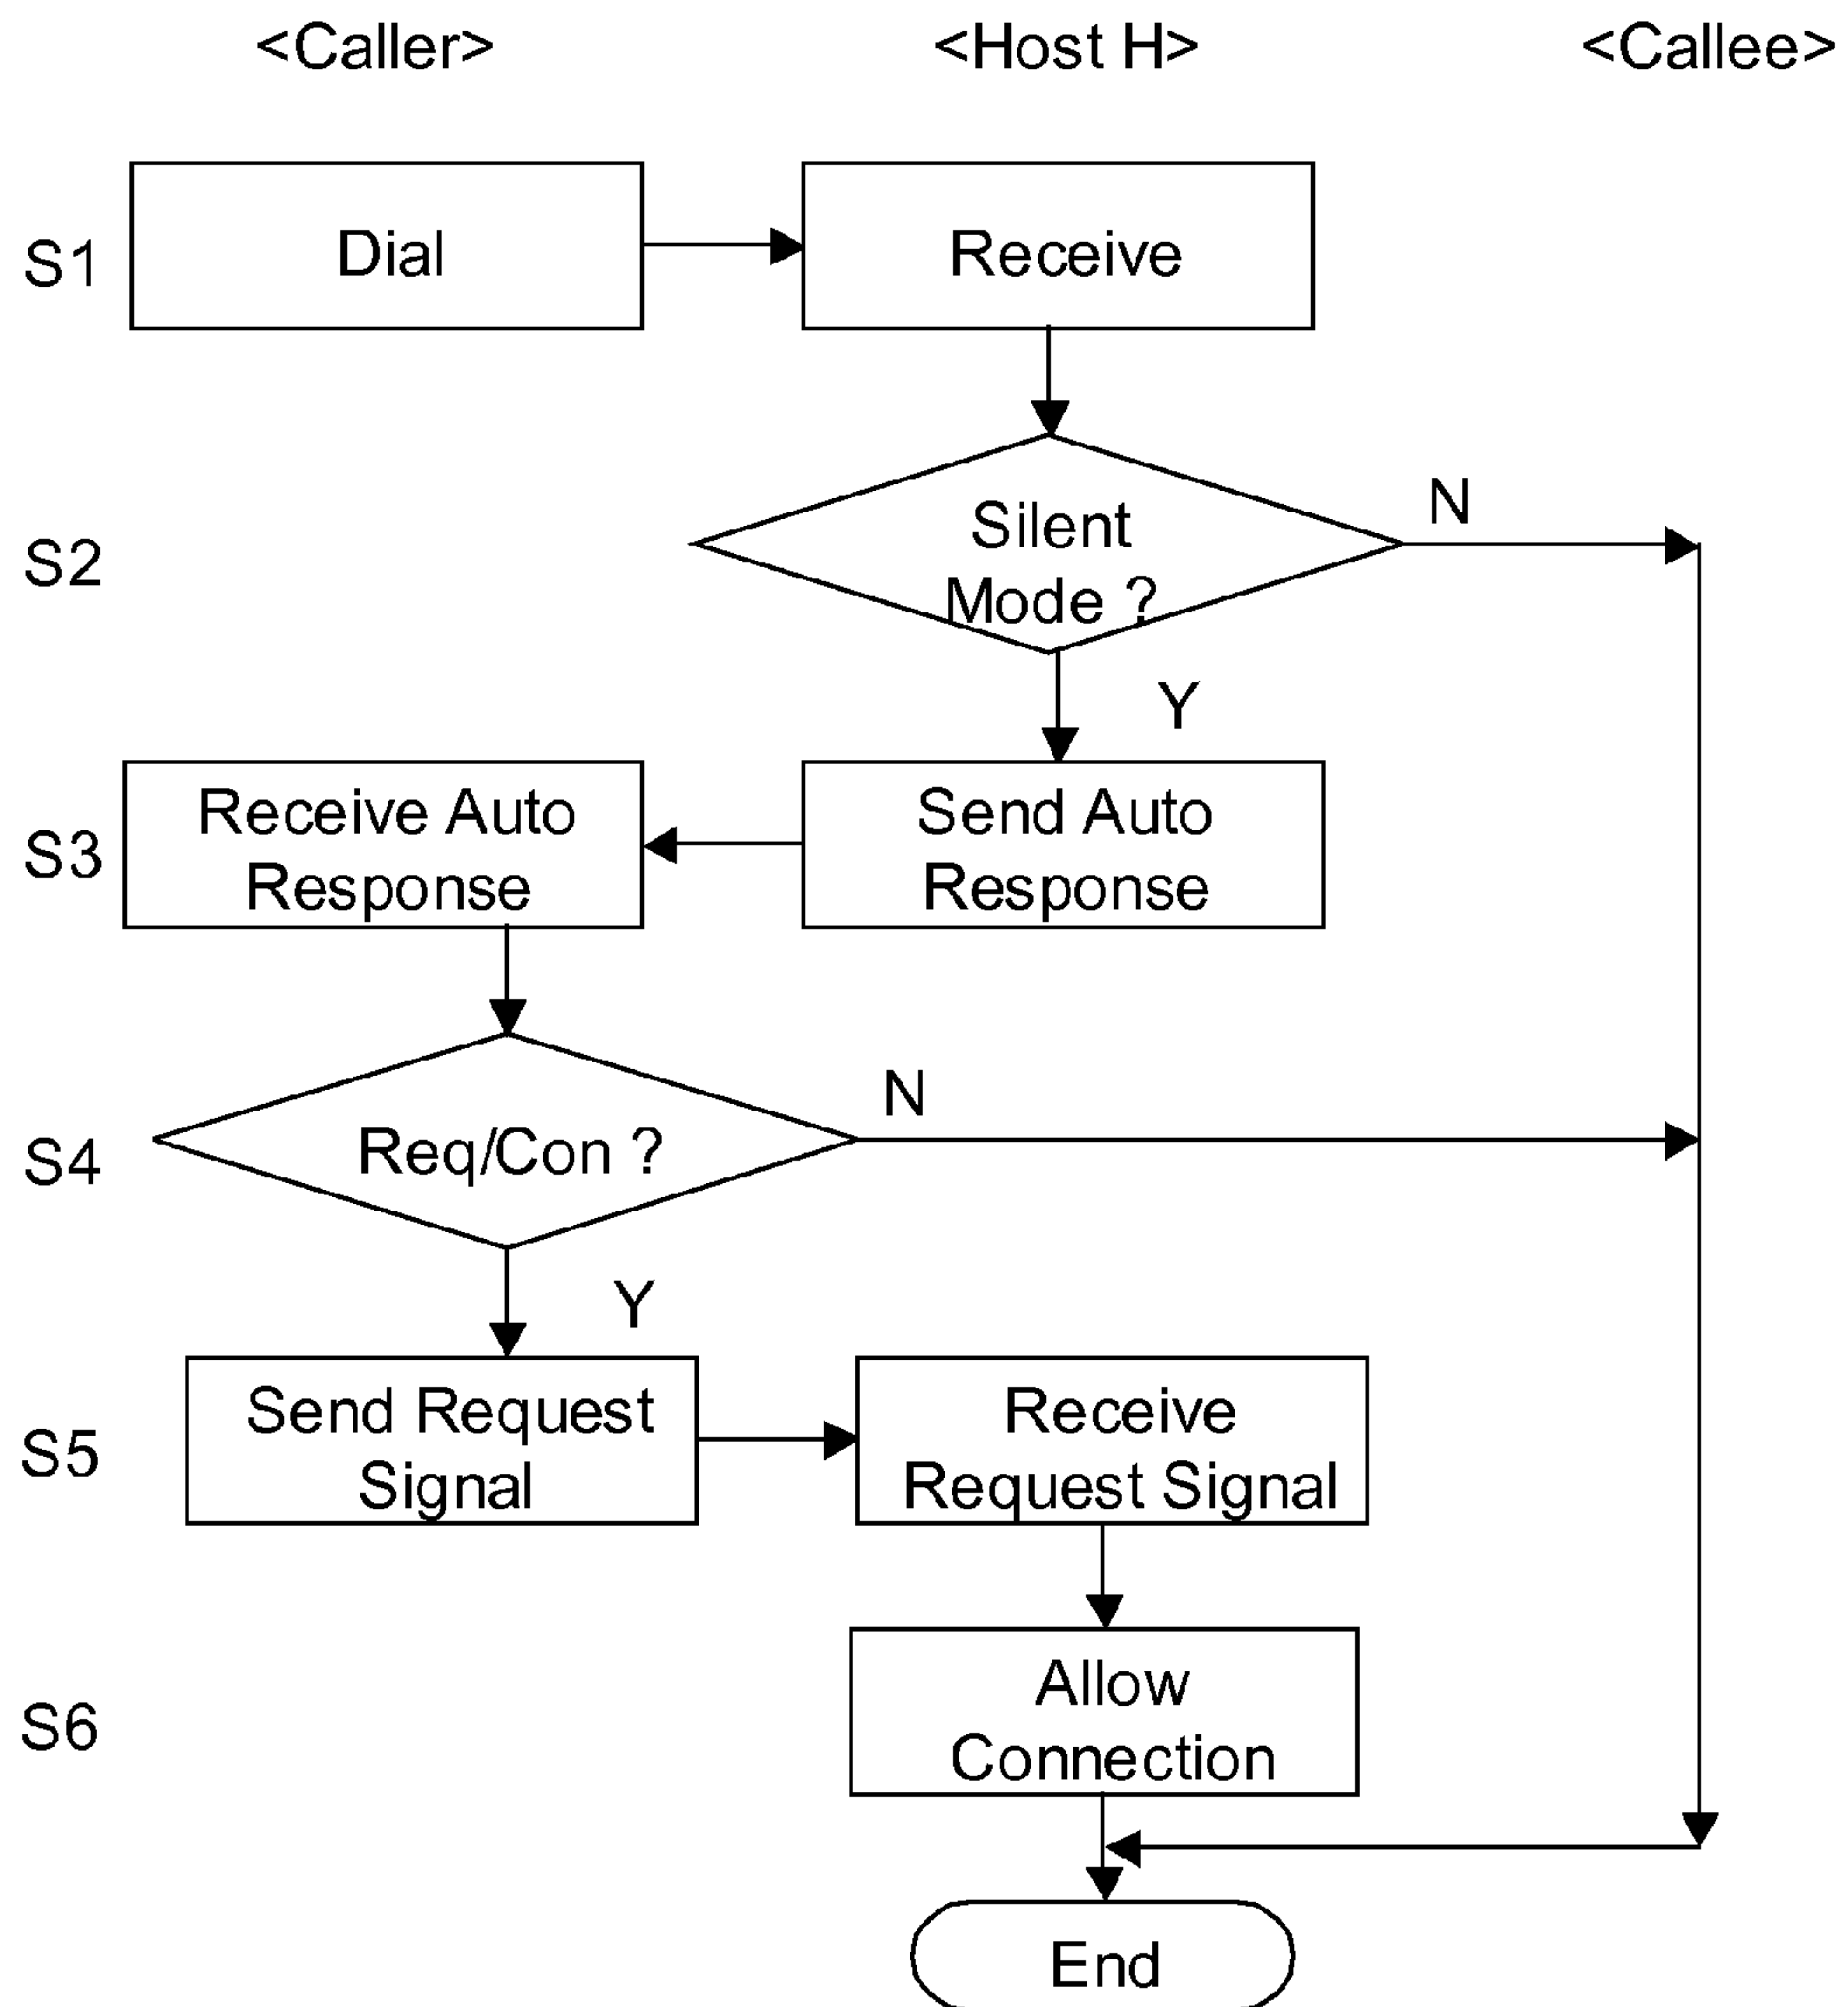 <Caller>
<Host H>
<Callee>
S1
Dial
Receive
S2
Silent
Mode ?
N
Y
S3
Receive Auto
Response
Send Auto
Response
S4
Req/Con ?
N
Y
S5
Send Request
Signal
Receive
Request Signal
S6
Allow
Connection
End